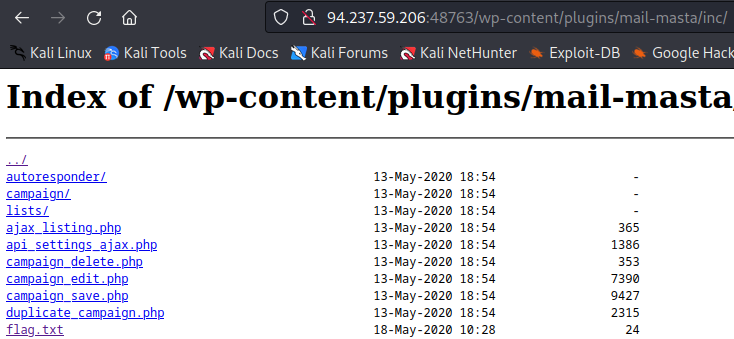 94.237.59.206:48763/wp-content/plugins/mail-masta/inc/
Kali Linux Kali Tools Kali Docs Kali Forums Kali NetHunter Exploit-DB Google Hack
Index of /wp-content/plugins/mail-masta/
../
autoresponder/ 13-May-2020 18:54 -
campaign/ 13-May-2020 18:54 -
lists/ 13-May-2020 18:54 -
ajax_listing.php 13-May-2020 18:54 365
api_settings_ajax.php 13-May-2020 18:54 1386
campaign_delete.php 13-May-2020 18:54 353
campaign_edit.php 13-May-2020 18:54 7390
campaign_save.php 13-May-2020 18:54 9427
duplicate_campaign.php 13-May-2020 18:54 2315
flag.txt 18-May-2020 10:28 24